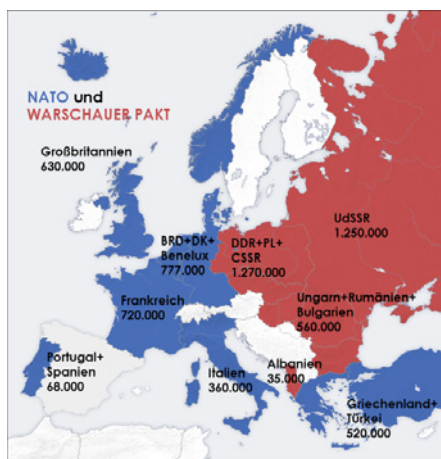 NATO und
WARSCHAUER PAKT
Großbritannien
630.000
UdSSR
1.250.000
BRD+DK+
Benelux
777.000
DDR+PL+
CSSR
1.270.000
Frankreich
720.000
Ungarn+Rumänien+
Bulgarien
560.000
Portugal+
Spanien
68.000
Italien
360.000
Albanien
35.000
Griechenland+
Türkei
520.000